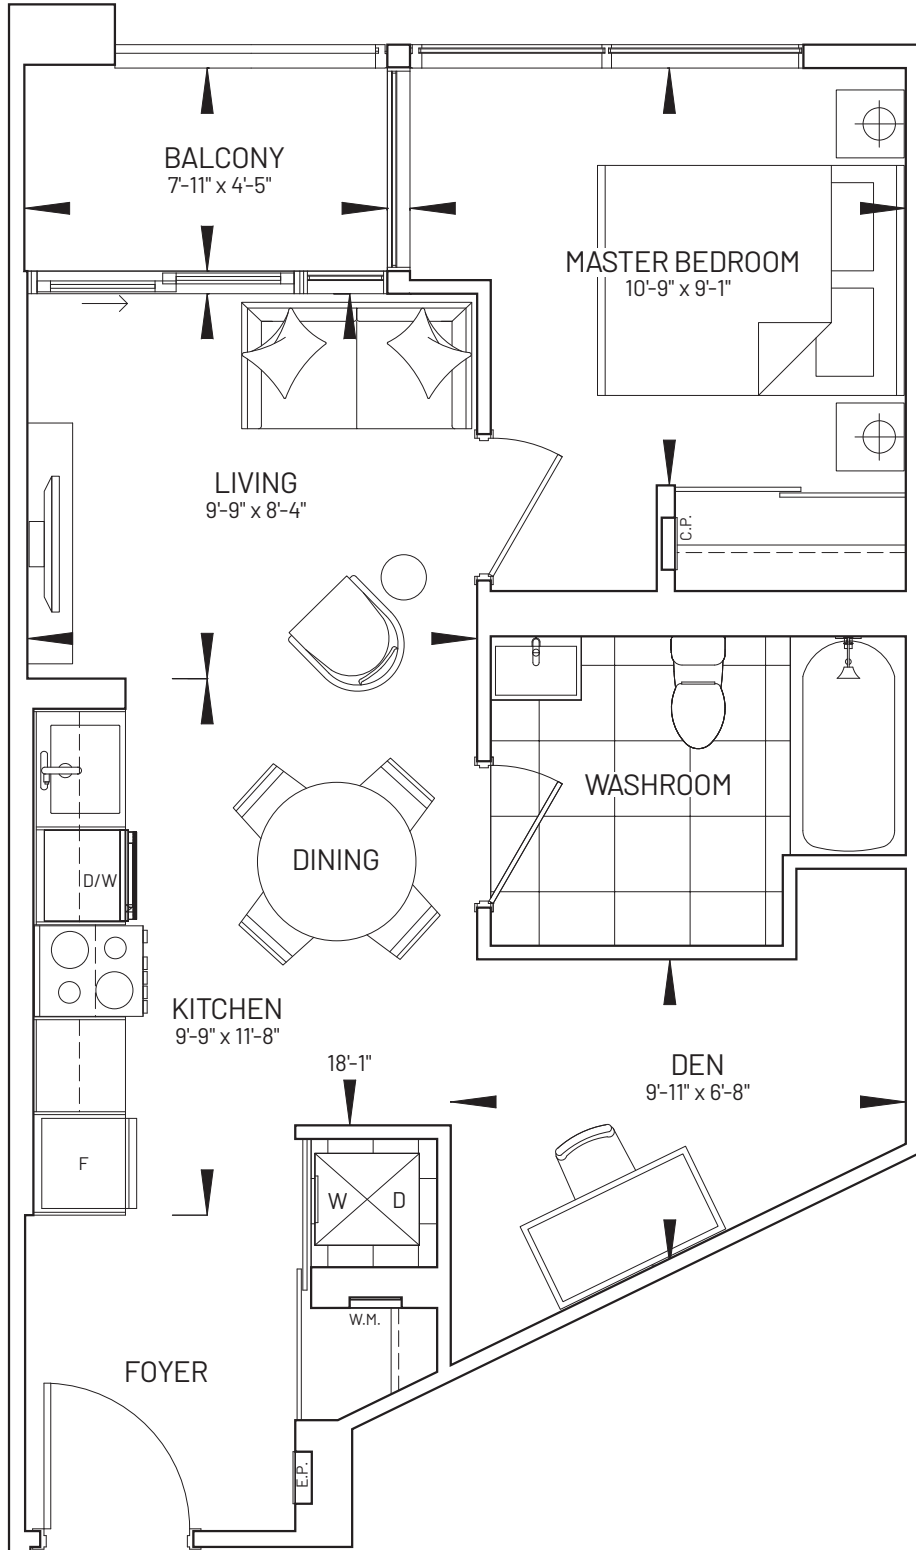 BALCONY
7'-11" x 4'-5"
MASTER BEDROOM
10'-9" x 9'-1"
LIVING
9'-9" x 8'-4"
C.P.
WASHROOM
DINING
D/W
KITCHEN
9'-9" x 11'-8"
18'-1"
DEN
9'-11" x 6'-8"
F
W D
W.M.
FOYER
E.P.